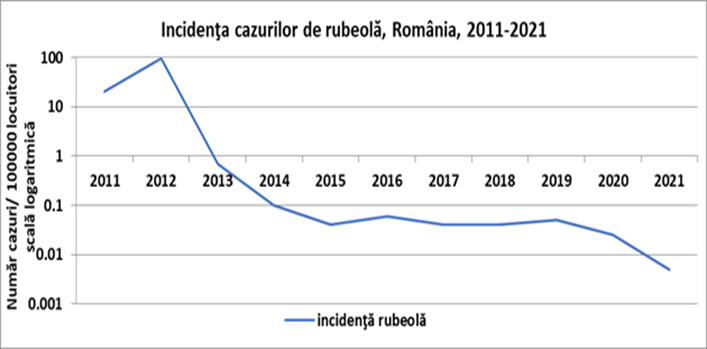 Incidenţa cazurilor de rubeolă, România, 2011-2021
Număr cazuri/ 100000 locuitori
scală logaritmică
100
10
1
0.1
0.01
0.001
2011 2012 2013 2014 2015 2016 2017 2018 2019 2020 2021
incidenţă rubeolă